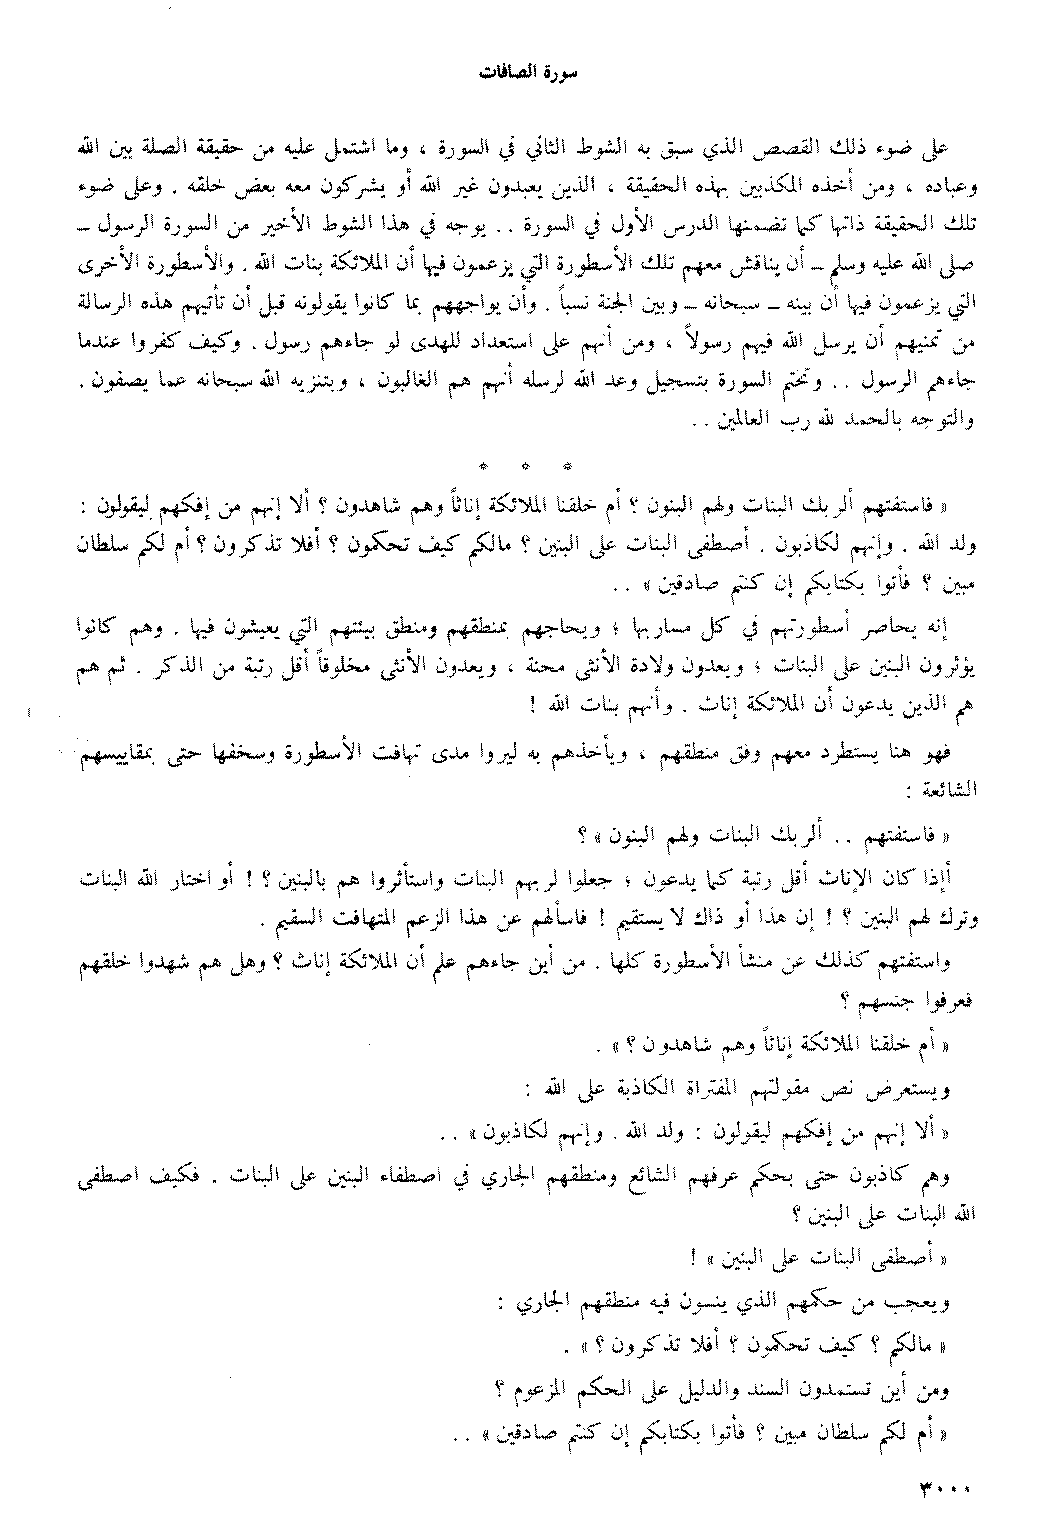 سورة الصافات
على ضوء ذلك القصص الذي سبق به الشوط الثاني في السورة ، وما اشتمل عليه من حقيقة الصلة بين الله
وعباده ، ومن أخذه المكذبين بهذه الحقيقة ، الذين يعبدون غير الله أو يشركون معه بعض خلقه . وعلى ضوء
تلك الحقيقة ذاتها كما تضمنها الدرس الأول في السورة .. يوجه في هذا الشوط الأخير من السورة الرسول –
صلى الله عليه وسلم – أن يناقش معهم تلك الأسطورة التي يزعمون فيها أن الملائكة بنات الله . والأسطورة الأخرى
التي يزعمون فيها أن بينه – سبحانه – وبين الجنة نسباً . وأن يواجههم بما كانوا يقولونه قبل أن تأتيهم هذه الرسالة
من تمنيهم أن يرسل الله فيهم رسولاً ، ومن أنهم على استعداد للهدى لو جاءهم رسول . وكيف كفروا عندما
جاءهم الرسول .. وتختم السورة بتسجيل وعد الله لرسله أنهم هم الغالبون ، وبتنزيه الله سبحانه عما يصفون .
والتوجه بالحمد لله رب العالمين ..
* * *
« فاستفتهم ألربك البنات ولهم البنون ؟ أم خلقنا الملائكة إناثاً وهم شاهدون ؟ ألا إنهم من إفكهم ليقولون :
ولد الله . وإنهم لكاذبون . أصطفى البنات على البنين ؟ مالكم كيف تحكمون ؟ أفلا تذكرون ؟ أم لكم سلطان
مبين ؟ فأتوا بكتابكم إن كنتم صادقين » ..
إنه يحاصر أسطورتهم في كل مساربها ؛ ويحاجهم بمنطقهم ومنطق بيئتهم التي يعيشون فيها . وهم كانوا
يؤثرون البنين على البنات ؛ ويعدون ولادة الأنثى محنة ، ويعدون الأنثى مخلوقاً أقل رتبة من الذكر . ثم هم
هم الذين يدعون أن الملائكة إناث . وأنهم بنات الله !
فهو هنا يستطرد معهم وفق منطقهم ، ويأخذهم به ليروا مدى تهافت الأسطورة وسخفها حتى بمقاييسهم
الشائعة :
« فاستفتهم .. ألربك البنات ولهم البنون » ؟
أإذا كان الإناث أقل رتبة كما يدعون ؛ جعلوا لربهم البنات واستأثروا هم بالبنين ؟ ! أو اختار الله البنات
وترك لهم البنين ؟ ! إن هذا أو ذاك لا يستقيم ! فاسألهم عن هذا الزعم المتهافت السقيم .
واستفتهم كذلك عن منشأ الأسطورة كلها . من أين جاءهم علم أن الملائكة إناث ؟ وهل هم شهدوا خلقهم
فعرفوا جنسهم ؟
« أم خلقنا الملائكة إناثاً وهم شاهدون ؟ » .
ويستعرض نص مقولتهم المفتراة الكاذبة على الله :
« ألا إنهم من إفكهم ليقولون : ولد الله . وإنهم لكاذبون » ..
وهم كاذبون حتى بحكم عرفهم الشائع ومنطقهم الجاري في اصطفاء البنين على البنات . فكيف اصطفى
الله البنات على البنين ؟
« أصطفى البنات على البنين » !
ويعجب من حكمهم الذي ينسون فيه منطقهم الجاري :
« مالكم ؟ كيف تحكمون ؟ أفلا تذكرون ؟ » .
ومن أين تستمدون السند والدليل على الحكم المزعوم ؟
« أم لكم سلطان مبين ؟ فأتوا بكتابكم إن كنتم صادقين » ..
٣٠٠٠